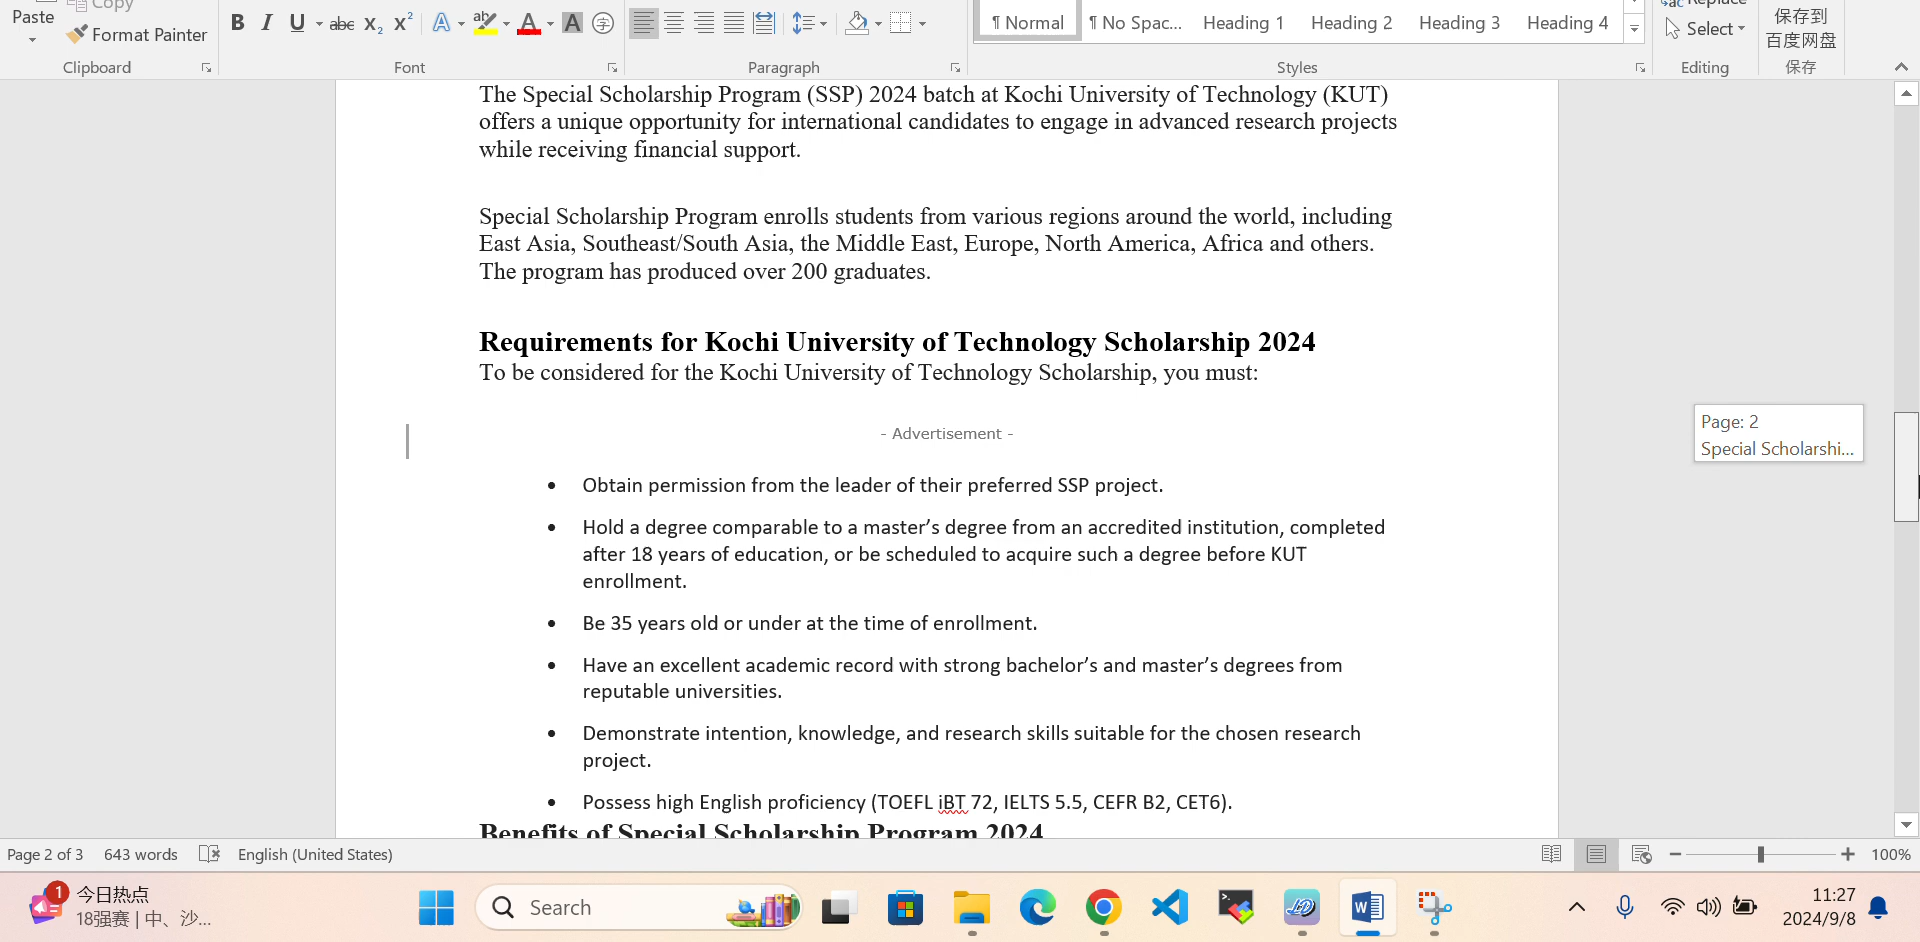 Copy
Replace
Paste
Format Painter
B I U abc X₂ X² A ab A A 字
¶ Normal ¶ No Spac... Heading 1 Heading 2 Heading 3 Heading 4
Select
保存到
百度网盘
Clipboard Font Paragraph Styles Editing 保存
The Special Scholarship Program (SSP) 2024 batch at Kochi University of Technology (KUT)
offers a unique opportunity for international candidates to engage in advanced research projects
while receiving financial support.
Special Scholarship Program enrolls students from various regions around the world, including
East Asia, Southeast/South Asia, the Middle East, Europe, North America, Africa and others.
The program has produced over 200 graduates.
Requirements for Kochi University of Technology Scholarship 2024
To be considered for the Kochi University of Technology Scholarship, you must:
- Advertisement -
Page: 2
Special Scholarshi...
• Obtain permission from the leader of their preferred SSP project.
• Hold a degree comparable to a master’s degree from an accredited institution, completed
after 18 years of education, or be scheduled to acquire such a degree before KUT
enrollment.
• Be 35 years old or under at the time of enrollment.
• Have an excellent academic record with strong bachelor’s and master’s degrees from
reputable universities.
• Demonstrate intention, knowledge, and research skills suitable for the chosen research
project.
• Possess high English proficiency (TOEFL iBT 72, IELTS 5.5, CEFR B2, CET6).
Benefits of Special Scholarship Program 2024
Page 2 of 3 643 words English (United States) 100%
1 今日热点
18强赛 | 中、沙...
Search
11:27
2024/9/8